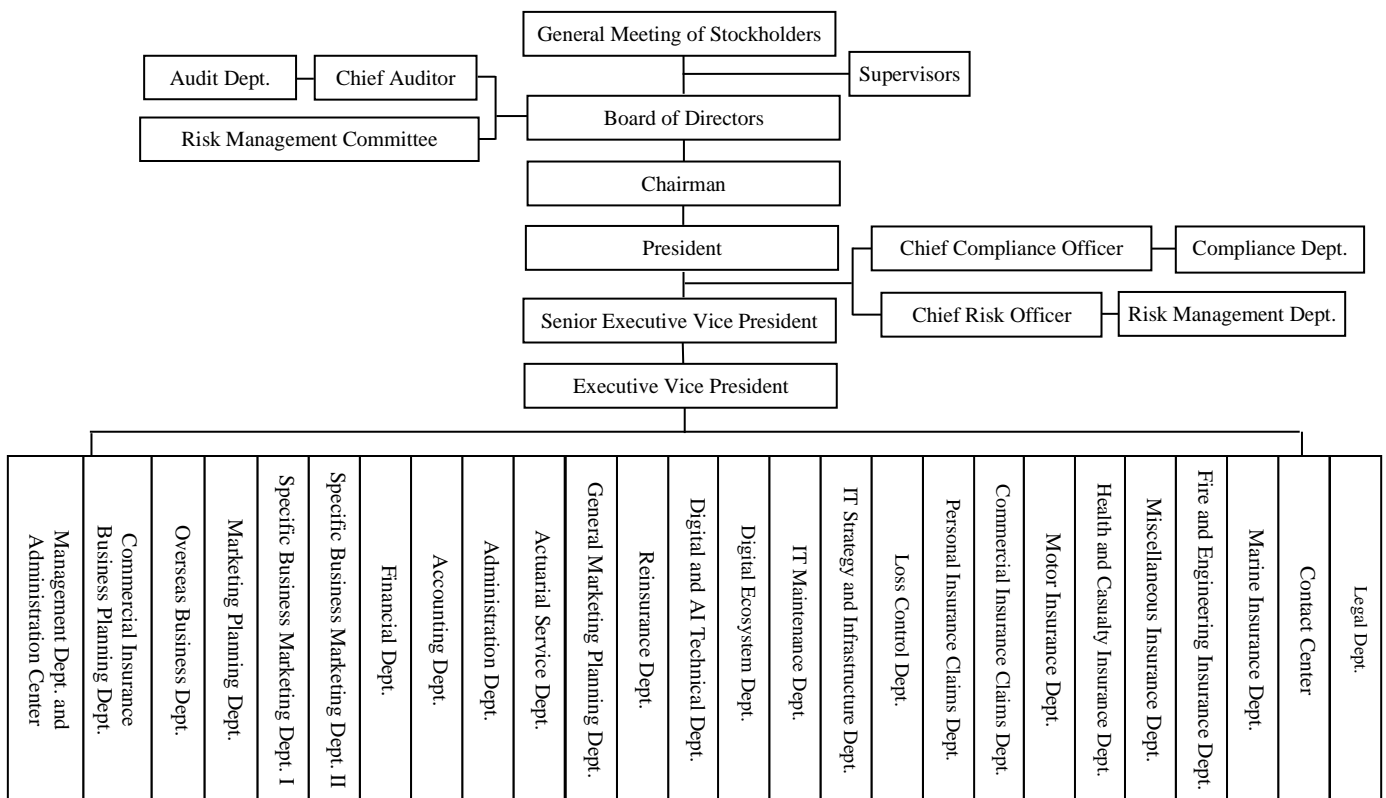 General Meeting of Stockholders
Supervisors
Audit Dept.
Chief Auditor
Board of Directors
Risk Management Committee
Chairman
President
Chief Compliance Officer
Compliance Dept.
Senior Executive Vice President
Chief Risk Officer
Risk Management Dept.
Executive Vice President
Management Dept. and
Administration Center
Commercial Insurance
Business Planning Dept.
Overseas Business Dept.
Marketing Planning Dept.
Specific Business Marketing Dept. I
Specific Business Marketing Dept. II
Financial Dept.
Accounting Dept.
Administration Dept.
Actuarial Service Dept.
General Marketing Planning Dept.
Reinsurance Dept.
Digital and AI Technical Dept.
Digital Ecosystem Dept.
IT Maintenance Dept.
IT Strategy and Infrastructure Dept.
Loss Control Dept.
Personal Insurance Claims Dept.
Commercial Insurance Claims Dept.
Motor Insurance Dept.
Health and Casualty Insurance Dept.
Miscellaneous Insurance Dept.
Fire and Engineering Insurance Dept.
Marine Insurance Dept.
Contact Center
Legal Dept.